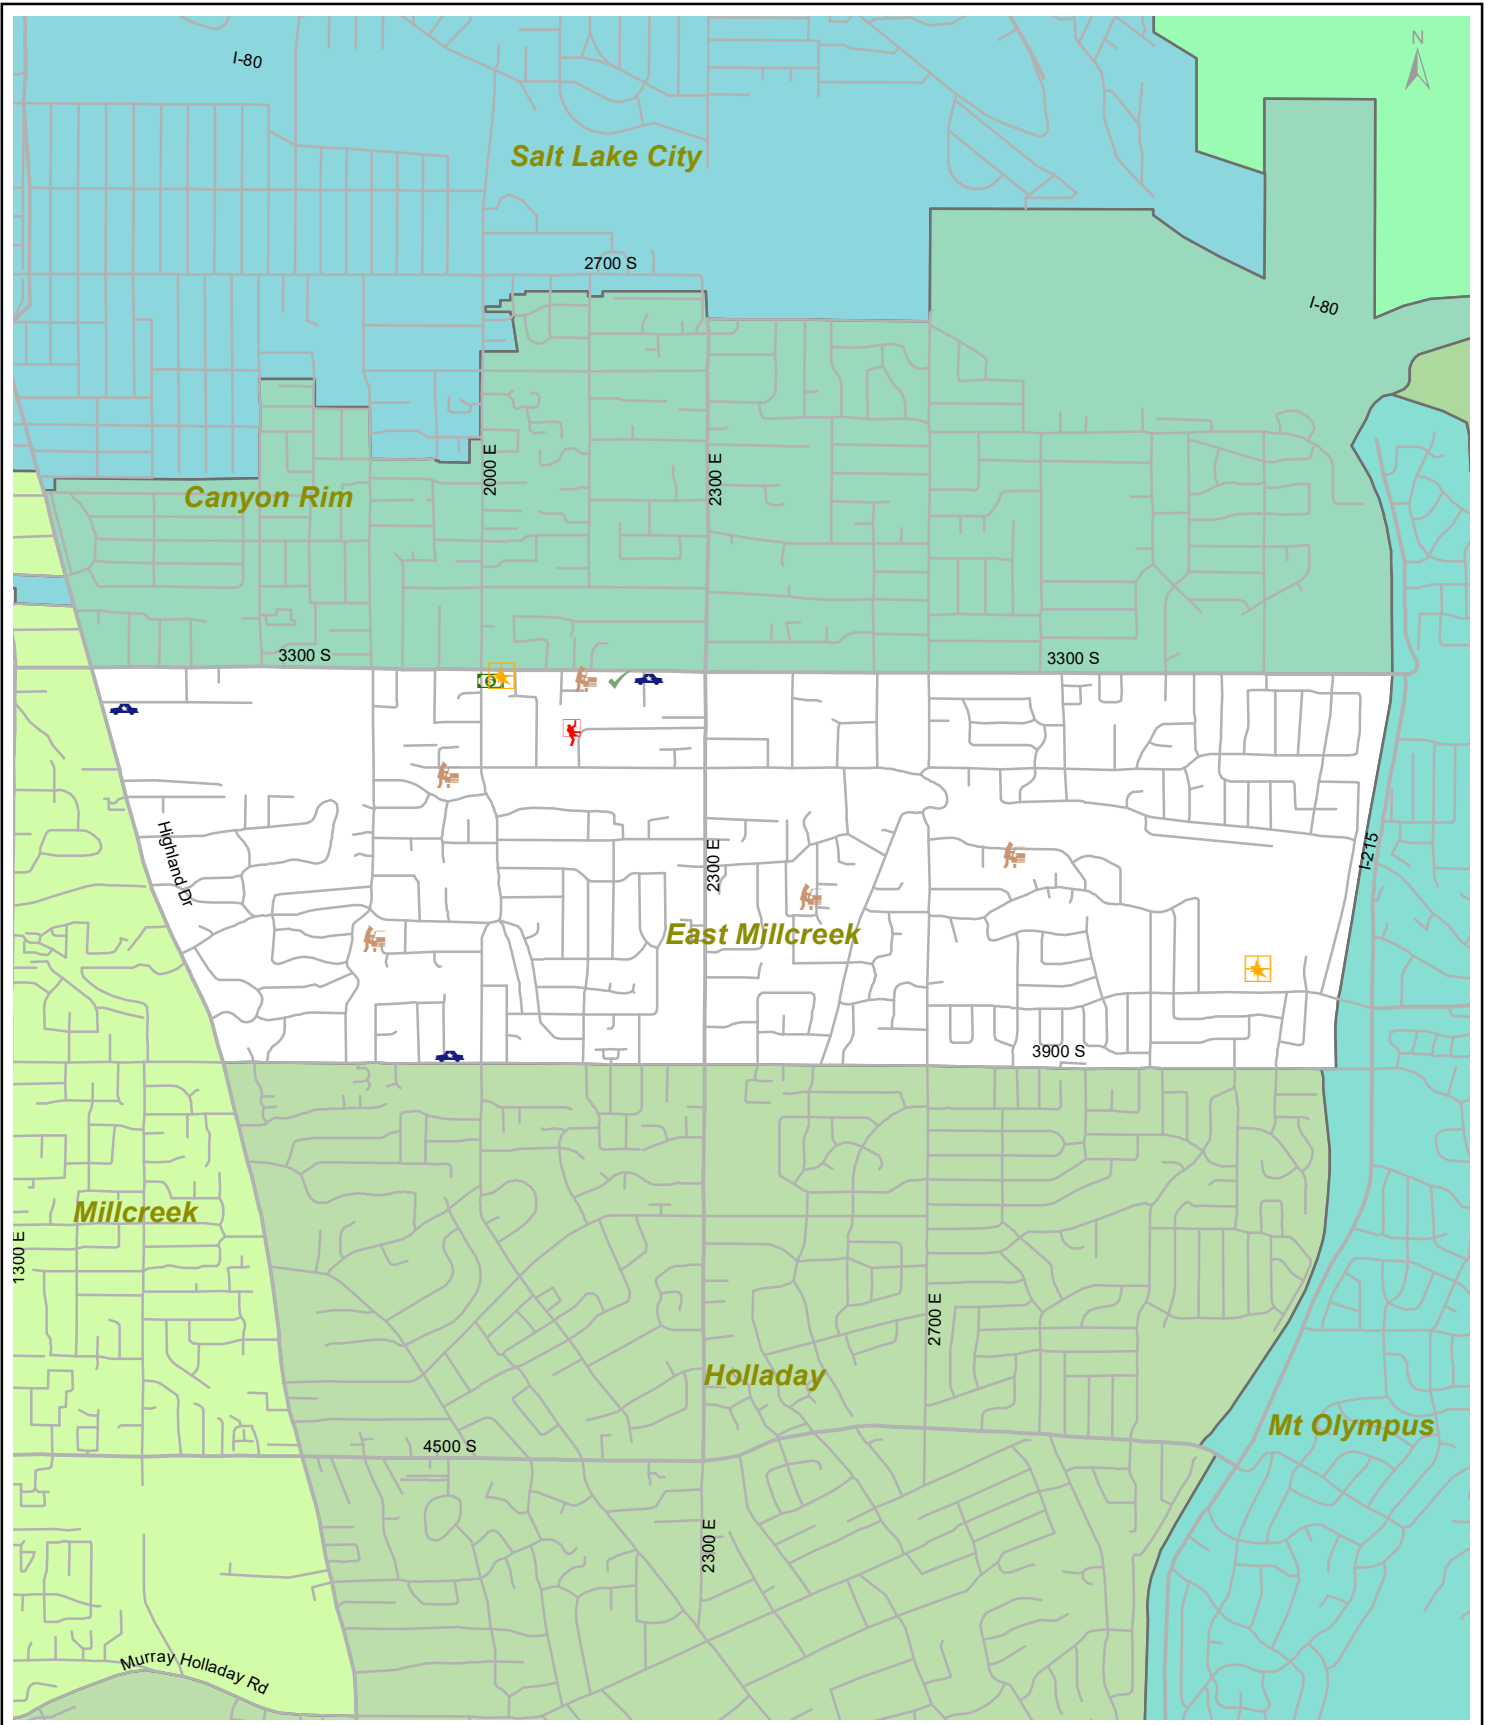 I-80
N
Salt Lake City
2700 S
I-80
2000 E
2300 E
Canyon Rim
3300 S
3300 S
Highland Dr
2300 E
I-215
East Millcreek
3900 S
Millcreek
1300 E
2700 E
Holladay
Mt Olympus
4500 S
2300 E
Murray Holladay Rd